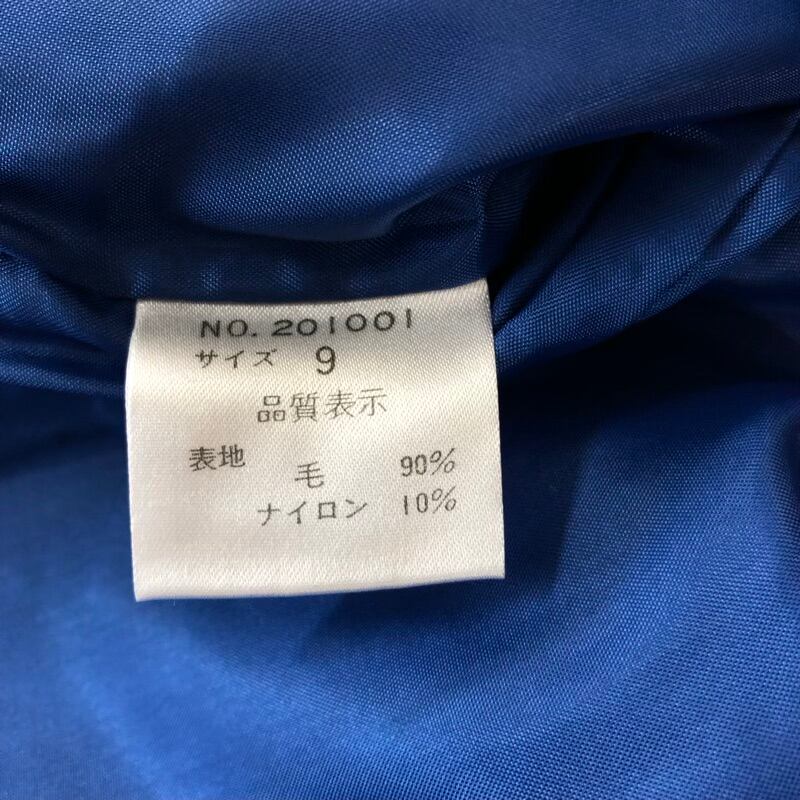 NO. 201001
サイズ 9
品質表示
表地 毛 90%
ナイロン 10%